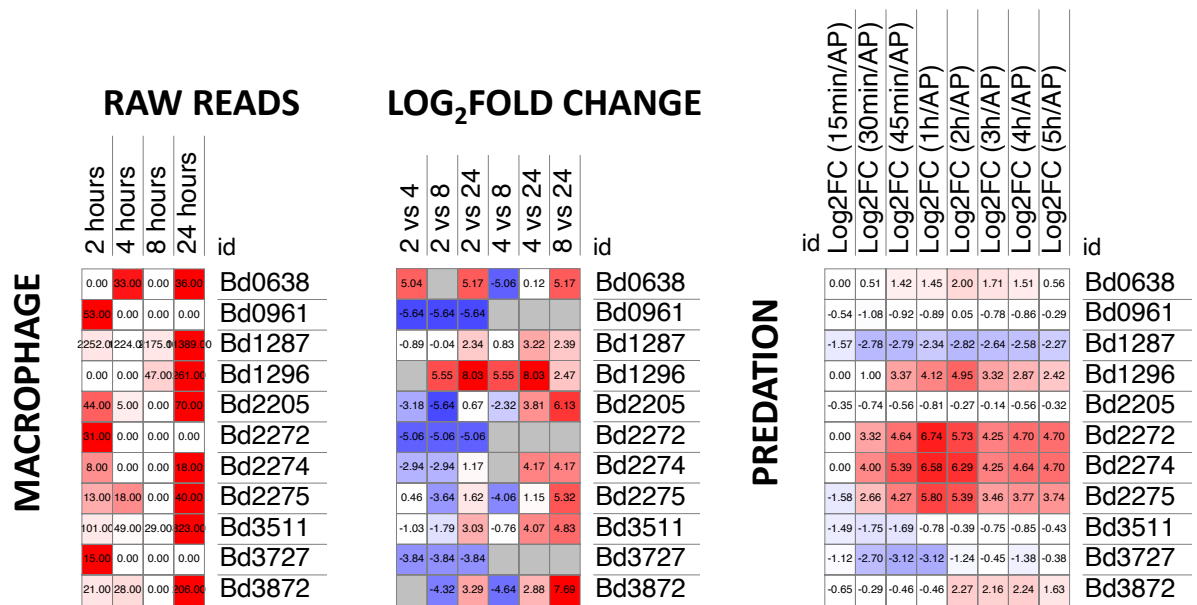 RAW READS
LOG₂FOLD CHANGE
2 hours
4 hours
8 hours
24 hours
id
2 vs 4
2 vs 8
2 vs 24
4 vs 8
4 vs 24
8 vs 24
id
id
Log2FC (15min/AP)
Log2FC (30min/AP)
Log2FC (45min/AP)
Log2FC (1h/AP)
Log2FC (2h/AP)
Log2FC (3h/AP)
Log2FC (4h/AP)
Log2FC (5h/AP)
id
MACROPHAGE
0.00 33.00 0.00 36.00 Bd0638
53.00 0.00 0.00 0.00 Bd0961
2252.0 1224.0 2175.0 11389.00 Bd1287
0.00 0.00 47.00 261.00 Bd1296
44.00 5.00 0.00 70.00 Bd2205
31.00 0.00 0.00 0.00 Bd2272
8.00 0.00 0.00 18.00 Bd2274
13.00 18.00 0.00 40.00 Bd2275
101.00 49.00 29.00 823.00 Bd3511
15.00 0.00 0.00 0.00 Bd3727
21.00 28.00 0.00 206.00 Bd3872
5.04 5.17 -5.06 0.12 5.17 Bd0638
-5.64 -5.64 -5.64 Bd0961
-0.89 -0.04 2.34 0.83 3.22 2.39 Bd1287
5.55 8.03 5.55 8.03 2.47 Bd1296
-3.18 -5.64 0.67 -2.32 3.81 6.13 Bd2205
-5.06 -5.06 -5.06 Bd2272
-2.94 -2.94 1.17 4.17 4.17 Bd2274
0.46 -3.64 1.62 -4.06 1.15 5.32 Bd2275
-1.03 -1.79 3.03 -0.76 4.07 4.83 Bd3511
-3.84 -3.84 -3.84 Bd3727
-4.32 3.29 -4.64 2.88 7.69 Bd3872
PREDATION
0.00 0.51 1.42 1.45 2.00 1.71 1.51 0.56 Bd0638
-0.54 -1.08 -0.92 -0.89 0.05 -0.78 -0.86 -0.29 Bd0961
-1.57 -2.78 -2.79 -2.34 -2.82 -2.64 -2.58 -2.27 Bd1287
0.00 1.00 3.37 4.12 4.95 3.32 2.87 2.42 Bd1296
-0.35 -0.74 -0.56 -0.81 -0.27 -0.14 -0.56 -0.32 Bd2205
0.00 3.32 4.64 6.74 5.73 4.25 4.70 4.70 Bd2272
0.00 4.00 5.39 6.58 6.29 4.25 4.64 4.70 Bd2274
-1.58 2.66 4.27 5.80 5.39 3.46 3.77 3.74 Bd2275
-1.49 -1.75 -1.69 -0.78 -0.39 -0.75 -0.85 -0.43 Bd3511
-1.12 -2.70 -3.12 -3.12 -1.24 -0.45 -1.38 -0.38 Bd3727
-0.65 -0.29 -0.46 -0.46 2.27 2.16 2.24 1.63 Bd3872